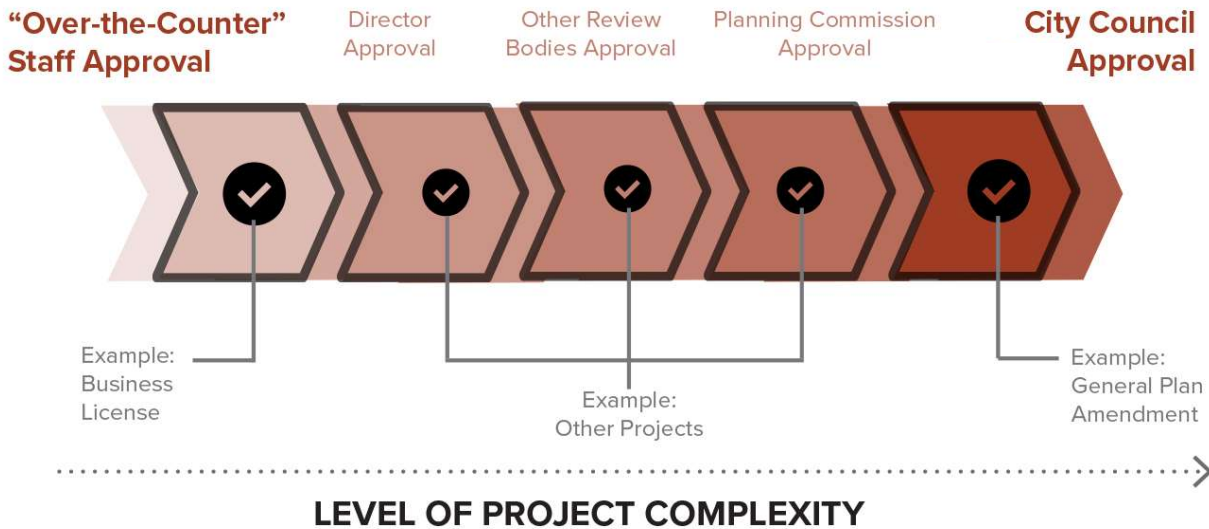 “Over-the-Counter”
Staff Approval
Director
Approval
Other Review
Bodies Approval
Planning Commission
Approval
City Council
Approval
Example:
Business
License
Example:
Other Projects
Example:
General Plan
Amendment
LEVEL OF PROJECT COMPLEXITY